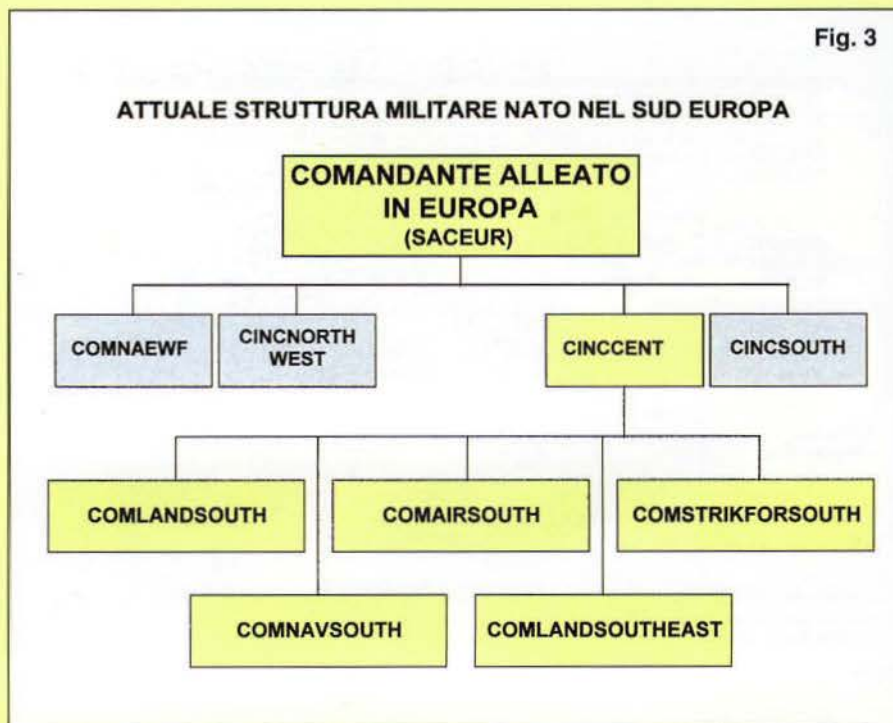 Fig. 3
ATTUALE STRUTTURA MILITARE NATO NEL SUD EUROPA
COMANDANTE ALLEATO
IN EUROPA
(SACEUR)
COMNAEWF
CINCNORTH
WEST
CINCCENT
CINCSOUTH
COMLANDSOUTH
COMAIRSOUTH
COMSTRIKFORSOUTH
COMNAVSOUTH
COMLANDSOUTHEAST